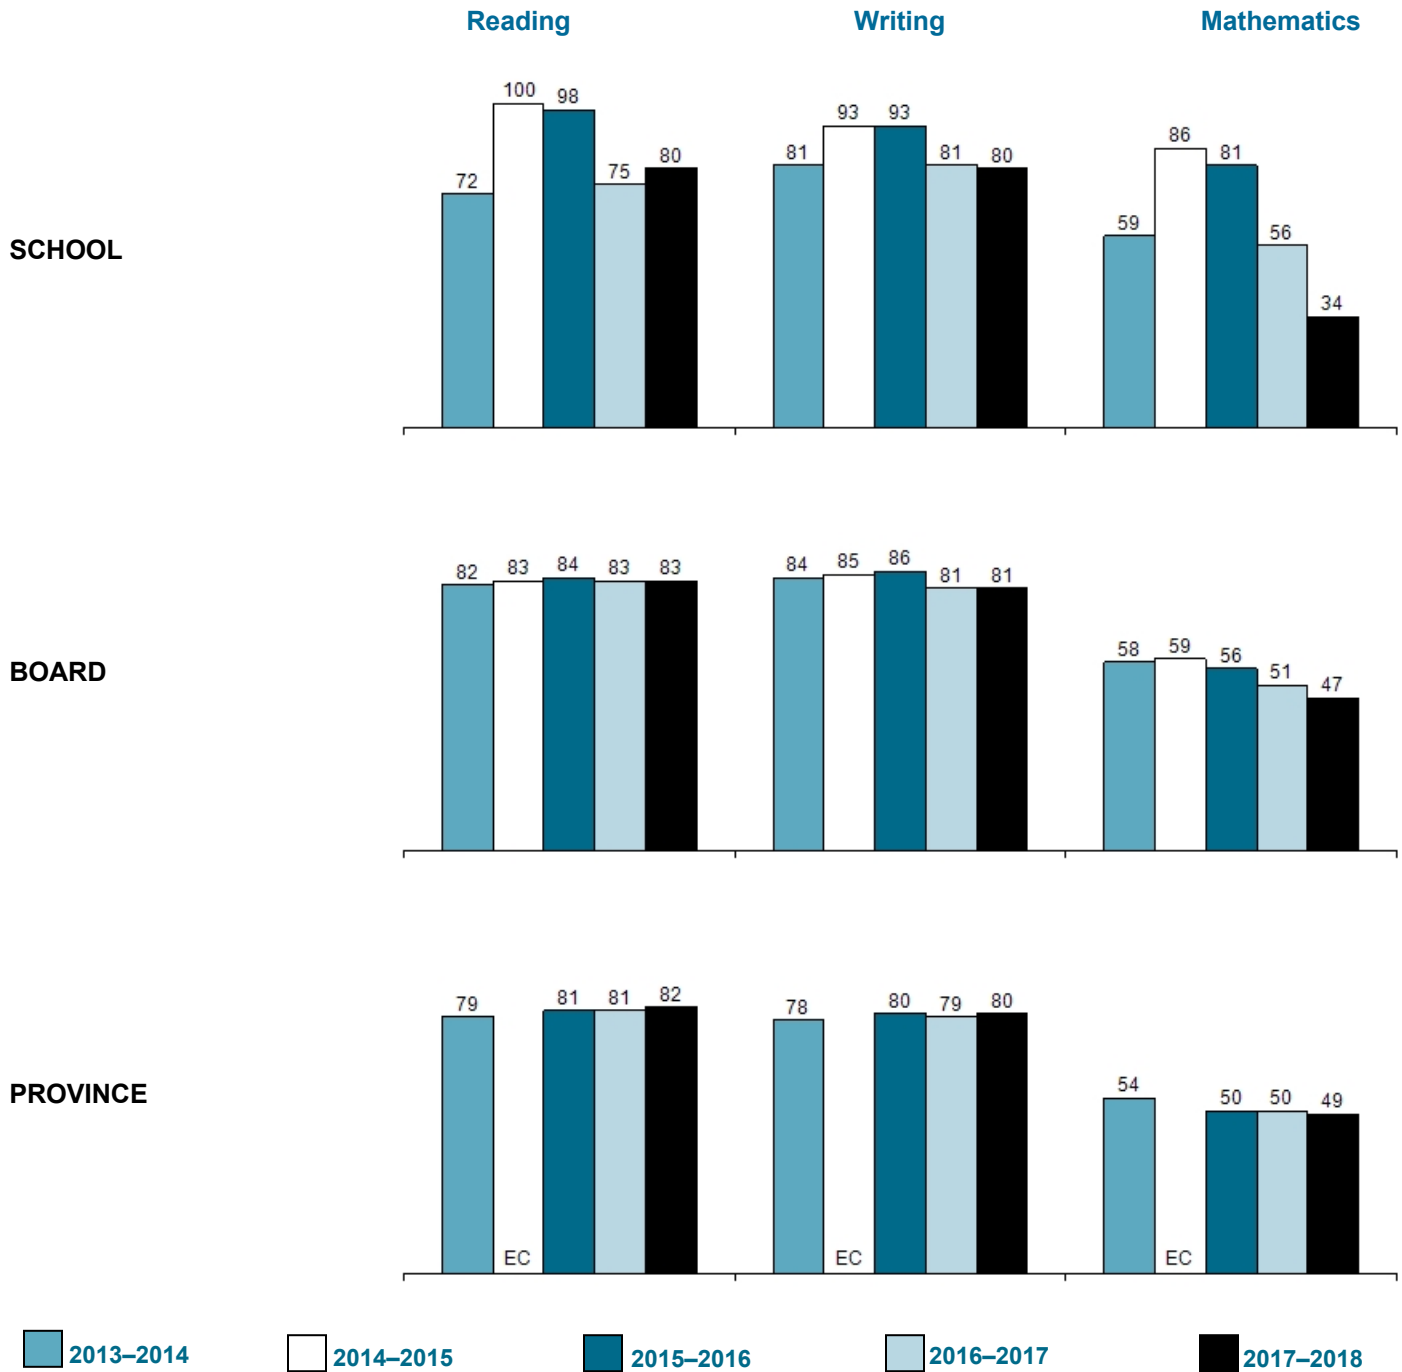 Reading Writing Mathematics
SCHOOL
72 100 98 75 80
81 93 93 81 80
59 86 81 56 34
BOARD
82 83 84 83 83
84 85 86 81 81
58 59 56 51 47
PROVINCE
79 EC 81 81 82
78 EC 80 79 80
54 EC 50 50 49
2013–2014 2014–2015 2015–2016 2016–2017 2017–2018